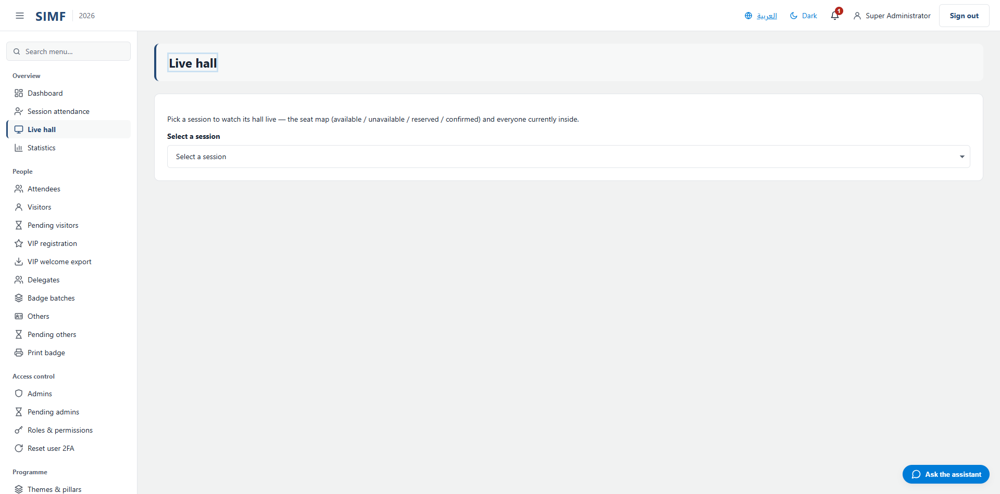 SIMF 2026
العربية Dark 1 Super Administrator Sign out
Search menu...
Overview
Dashboard
Session attendance
Live hall
Statistics
People
Attendees
Visitors
Pending visitors
VIP registration
VIP welcome export
Delegates
Badge batches
Others
Pending others
Print badge
Access control
Admins
Pending admins
Roles & permissions
Reset user 2FA
Programme
Themes & pillars
Live hall
Pick a session to watch its hall live — the seat map (available / unavailable / reserved / confirmed) and everyone currently inside.
Select a session
Select a session
Ask the assistant